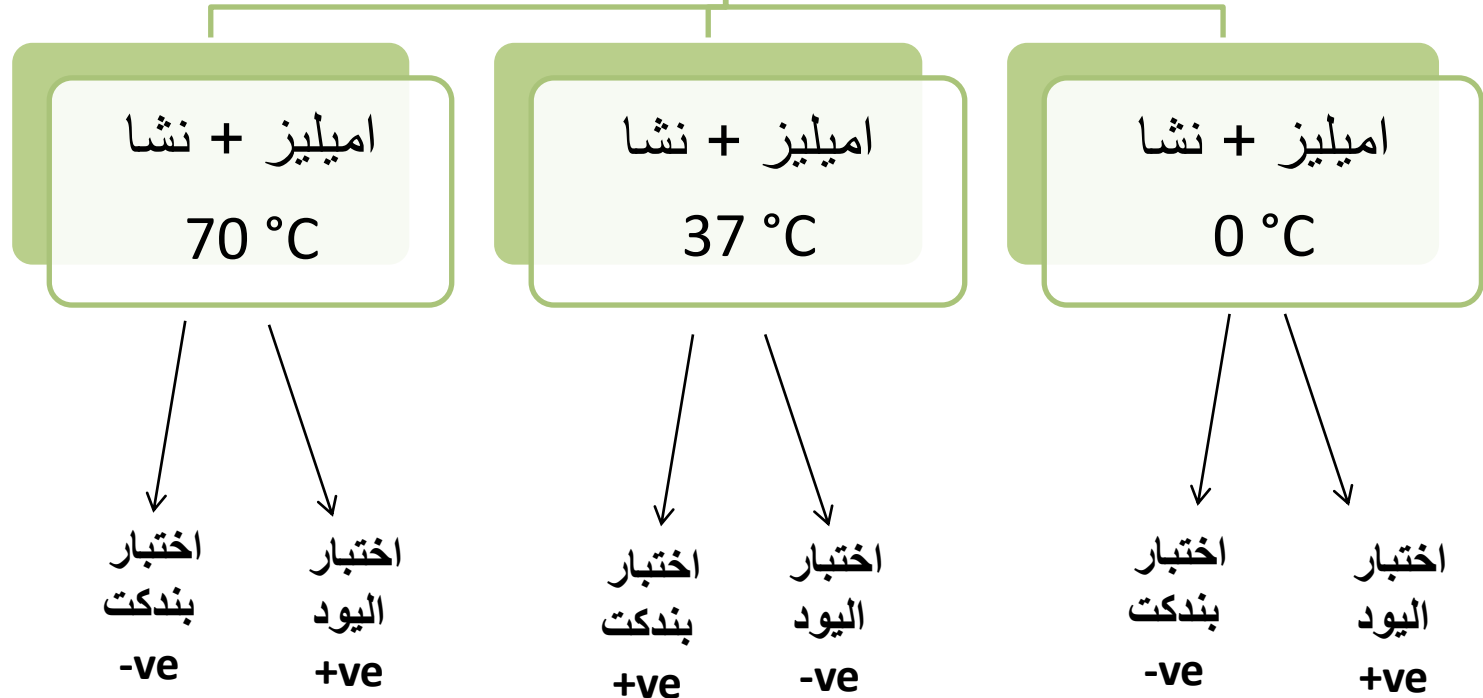 اميليز + نشا
0 °C
اميليز + نشا
37 °C
اميليز + نشا
70 °C
اختبار
اليود
+ve
اختبار
بندكت
-ve
اختبار
اليود
-ve
اختبار
بندكت
+ve
اختبار
اليود
+ve
اختبار
بندكت
-ve